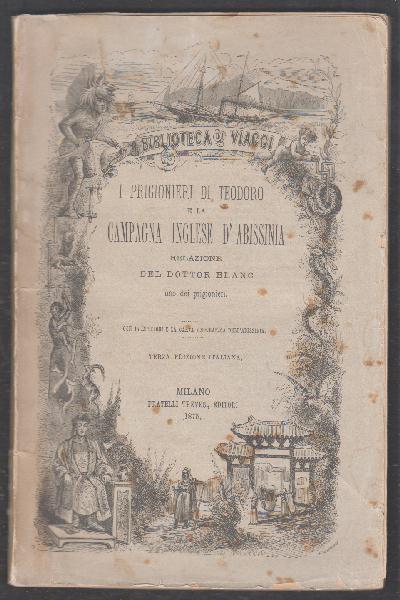 BIBLIOTECA DI VIAGGI
I PRIGIONIERI DI TEODORO
E LA
CAMPAGNA INGLESE D'ABISSINIA
RELAZIONE
DEL DOTTOR BLANC
uno dei prigionieri.
TERZA EDIZIONE ITALIANA.
MILANO
FRATELLI TREVES, EDITORI
1875.